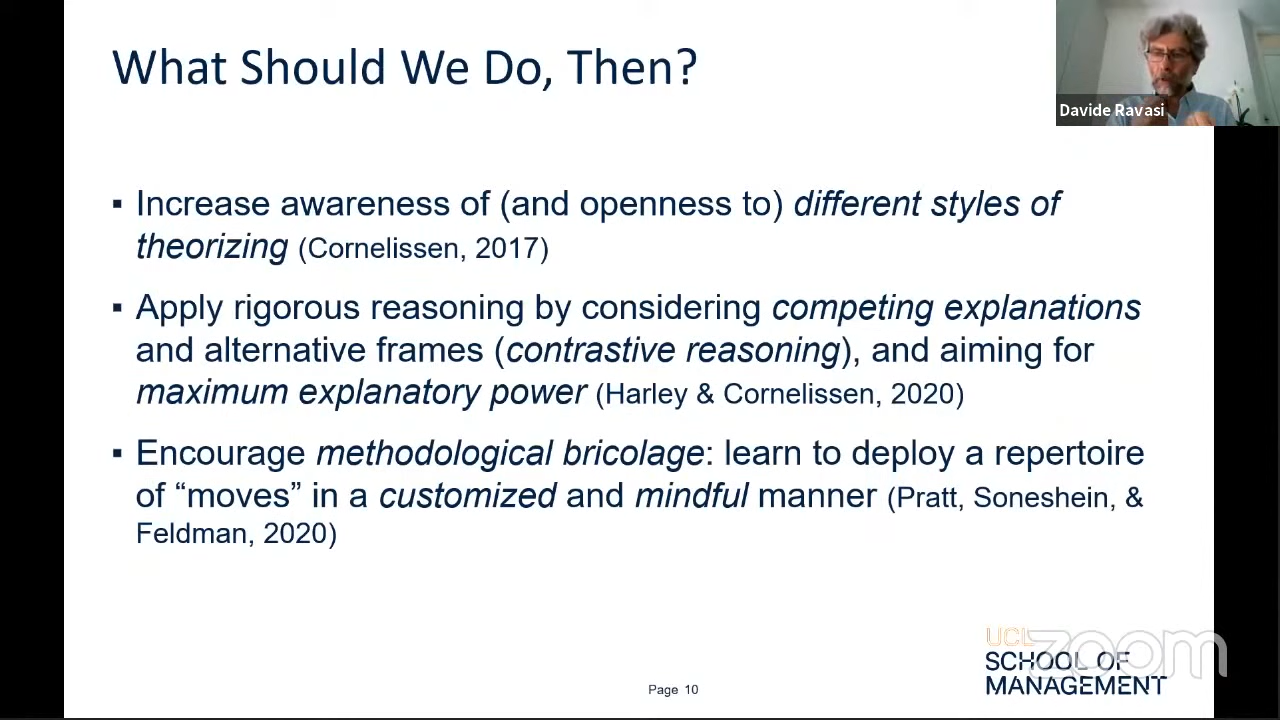 What Should We Do, Then?
Davide Ravasi
▪ Increase awareness of (and openness to) different styles of
theorizing (Cornelissen, 2017)
▪ Apply rigorous reasoning by considering competing explanations
and alternative frames (contrastive reasoning), and aiming for
maximum explanatory power (Harley & Cornelissen, 2020)
▪ Encourage methodological bricolage: learn to deploy a repertoire
of “moves” in a customized and mindful manner (Pratt, Soneshein, &
Feldman, 2020)
UCL
zoom
SCHOOL OF
MANAGEMENT
Page 10